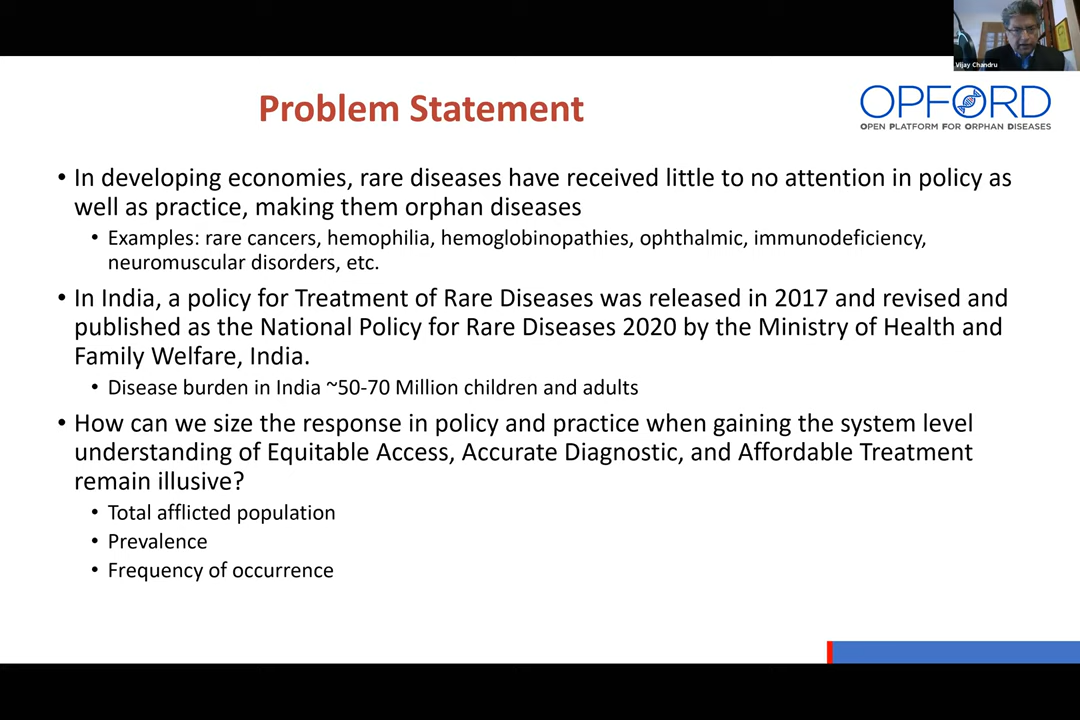 Vijay Chandru
Problem Statement
OPFORD
OPEN PLATFORM FOR ORPHAN DISEASES
• In developing economies, rare diseases have received little to no attention in policy as
well as practice, making them orphan diseases
• Examples: rare cancers, hemophilia, hemoglobinopathies, ophthalmic, immunodeficiency,
neuromuscular disorders, etc.
• In India, a policy for Treatment of Rare Diseases was released in 2017 and revised and
published as the National Policy for Rare Diseases 2020 by the Ministry of Health and
Family Welfare, India.
• Disease burden in India ~50-70 Million children and adults
• How can we size the response in policy and practice when gaining the system level
understanding of Equitable Access, Accurate Diagnostic, and Affordable Treatment
remain illusive?
• Total afflicted population
• Prevalence
• Frequency of occurrence